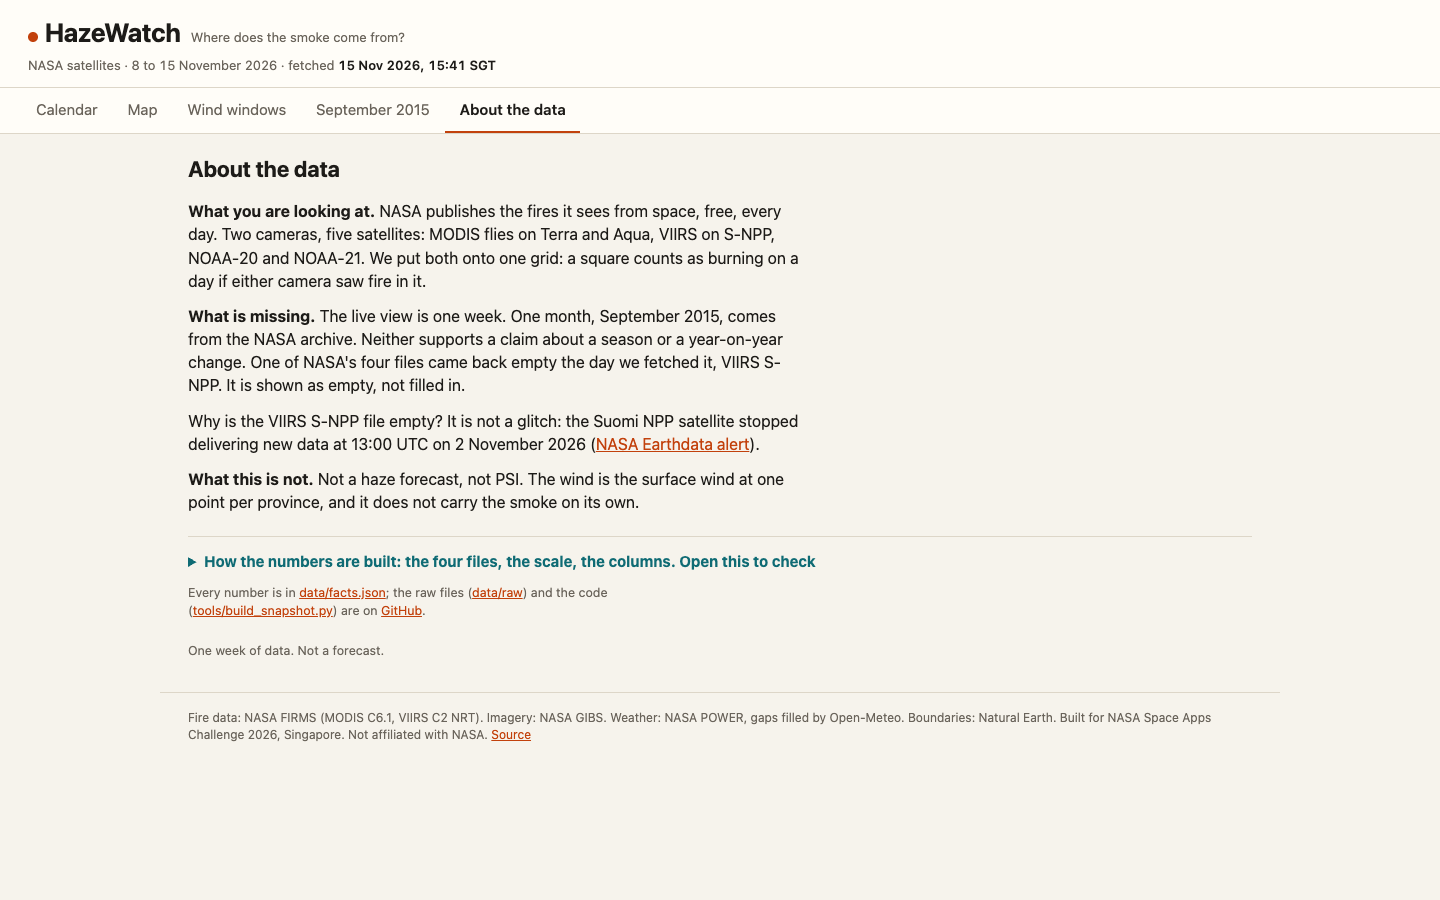 HazeWatch Where does the smoke come from?
NASA satellites · 8 to 15 November 2026 · fetched 15 Nov 2026, 15:41 SGT
Calendar Map Wind windows September 2015 About the data
About the data
What you are looking at. NASA publishes the fires it sees from space, free, every
day. Two cameras, five satellites: MODIS flies on Terra and Aqua, VIIRS on S-NPP,
NOAA-20 and NOAA-21. We put both onto one grid: a square counts as burning on a
day if either camera saw fire in it.
What is missing. The live view is one week. One month, September 2015, comes
from the NASA archive. Neither supports a claim about a season or a year-on-year
change. One of NASA's four files came back empty the day we fetched it, VIIRS S-
NPP. It is shown as empty, not filled in.
Why is the VIIRS S-NPP file empty? It is not a glitch: the Suomi NPP satellite stopped
delivering new data at 13:00 UTC on 2 November 2026 (NASA Earthdata alert).
What this is not. Not a haze forecast, not PSI. The wind is the surface wind at one
point per province, and it does not carry the smoke on its own.
How the numbers are built: the four files, the scale, the columns. Open this to check
Every number is in data/facts.json; the raw files (data/raw) and the code
(tools/build_snapshot.py) are on GitHub.
One week of data. Not a forecast.
Fire data: NASA FIRMS (MODIS C6.1, VIIRS C2 NRT). Imagery: NASA GIBS. Weather: NASA POWER, gaps filled by Open-Meteo. Boundaries: Natural Earth. Built for NASA Space Apps
Challenge 2026, Singapore. Not affiliated with NASA. Source